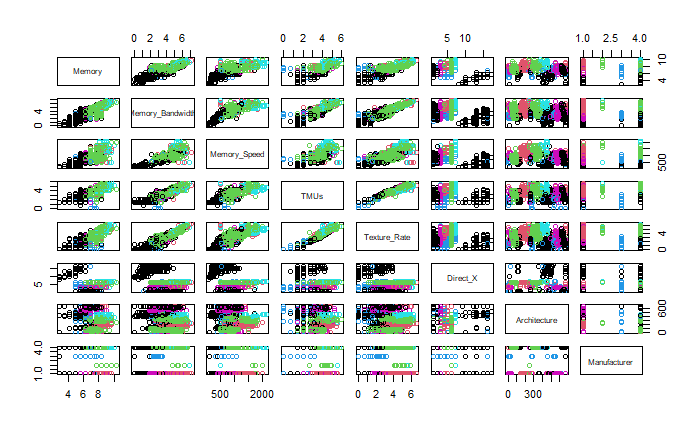 0 2 4 6
0 2 4 6
5 10
1.0 4.0
Memory
4 10
0 4
Memory_Bandwidth
Memory_Speed
500
0 4
TMUs
Texture_Rate
0 4
5
Direct_X
Architecture
0 600
1.0 4.0
Manufacturer
4 6 8
500 2000
0 2 4 6
0 300